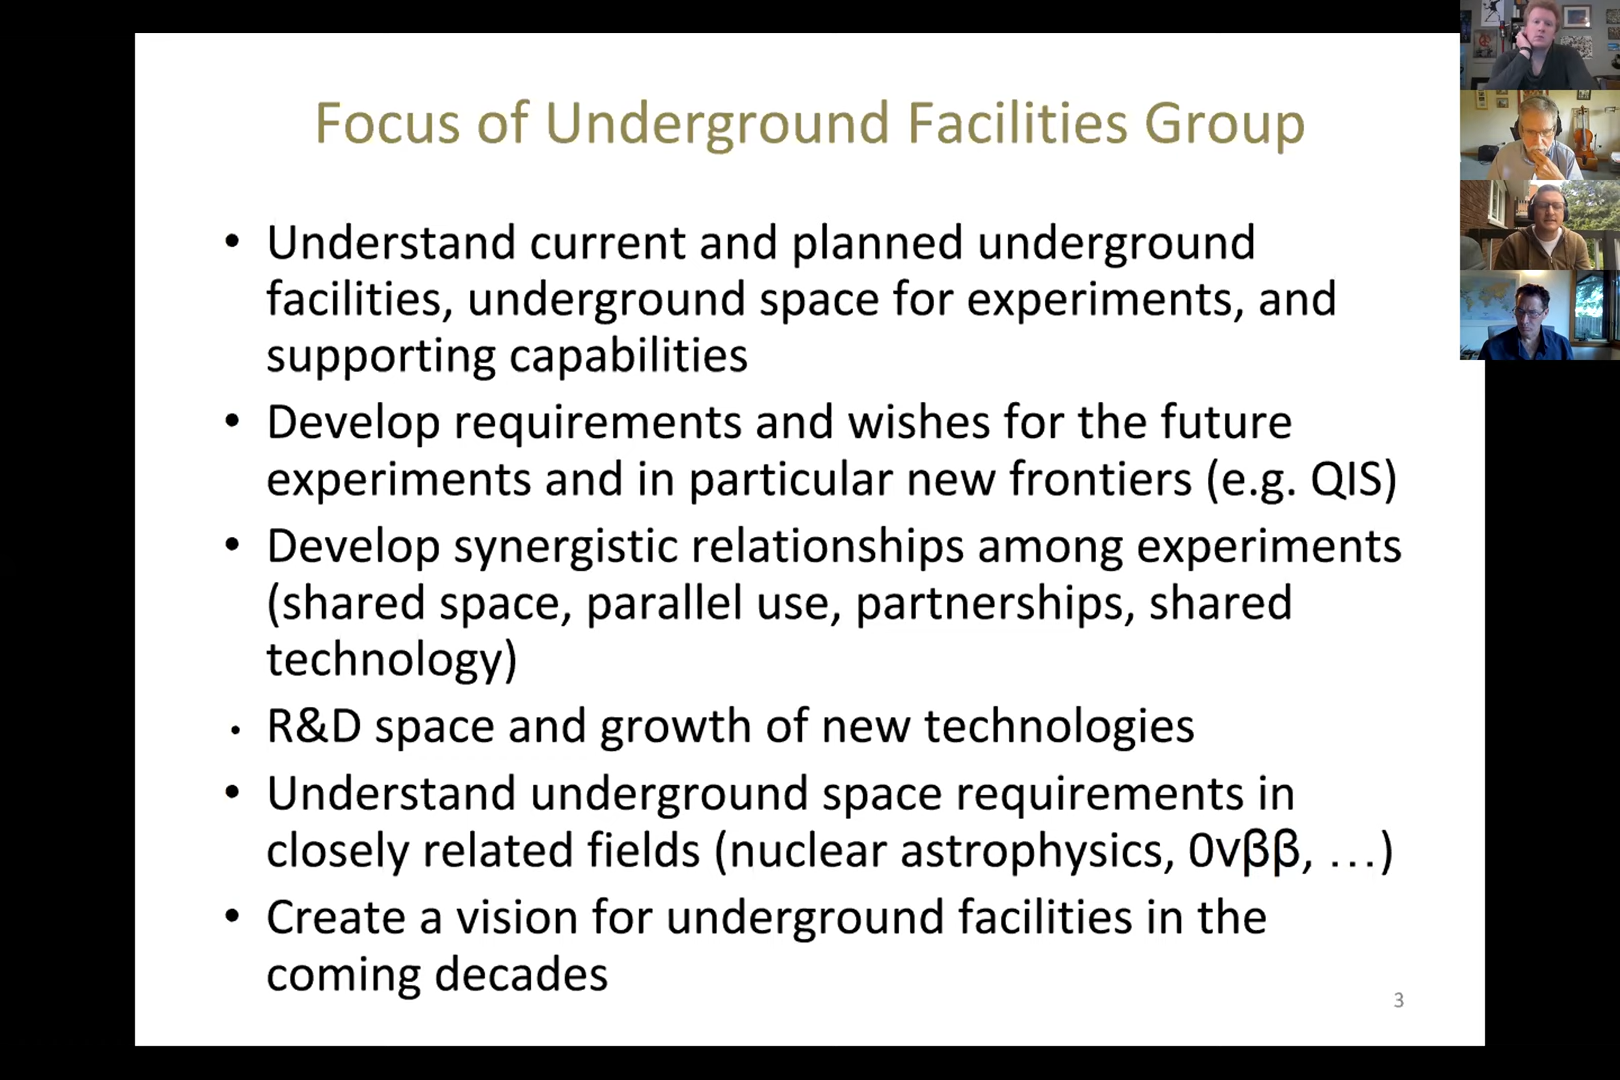 Focus of Underground Facilities Group
• Understand current and planned underground
facilities, underground space for experiments, and
supporting capabilities
• Develop requirements and wishes for the future
experiments and in particular new frontiers (e.g. QIS)
• Develop synergistic relationships among experiments
(shared space, parallel use, partnerships, shared
technology)
• R&D space and growth of new technologies
• Understand underground space requirements in
closely related fields (nuclear astrophysics, 0νββ, …)
• Create a vision for underground facilities in the
coming decades
3